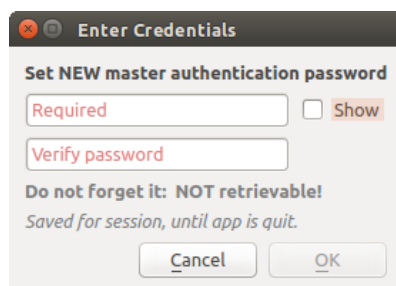 Enter Credentials
Set NEW master authentication password
Required Show
Verify password
Do not forget it: NOT retrievable!
Saved for session, until app is quit.
Cancel OK